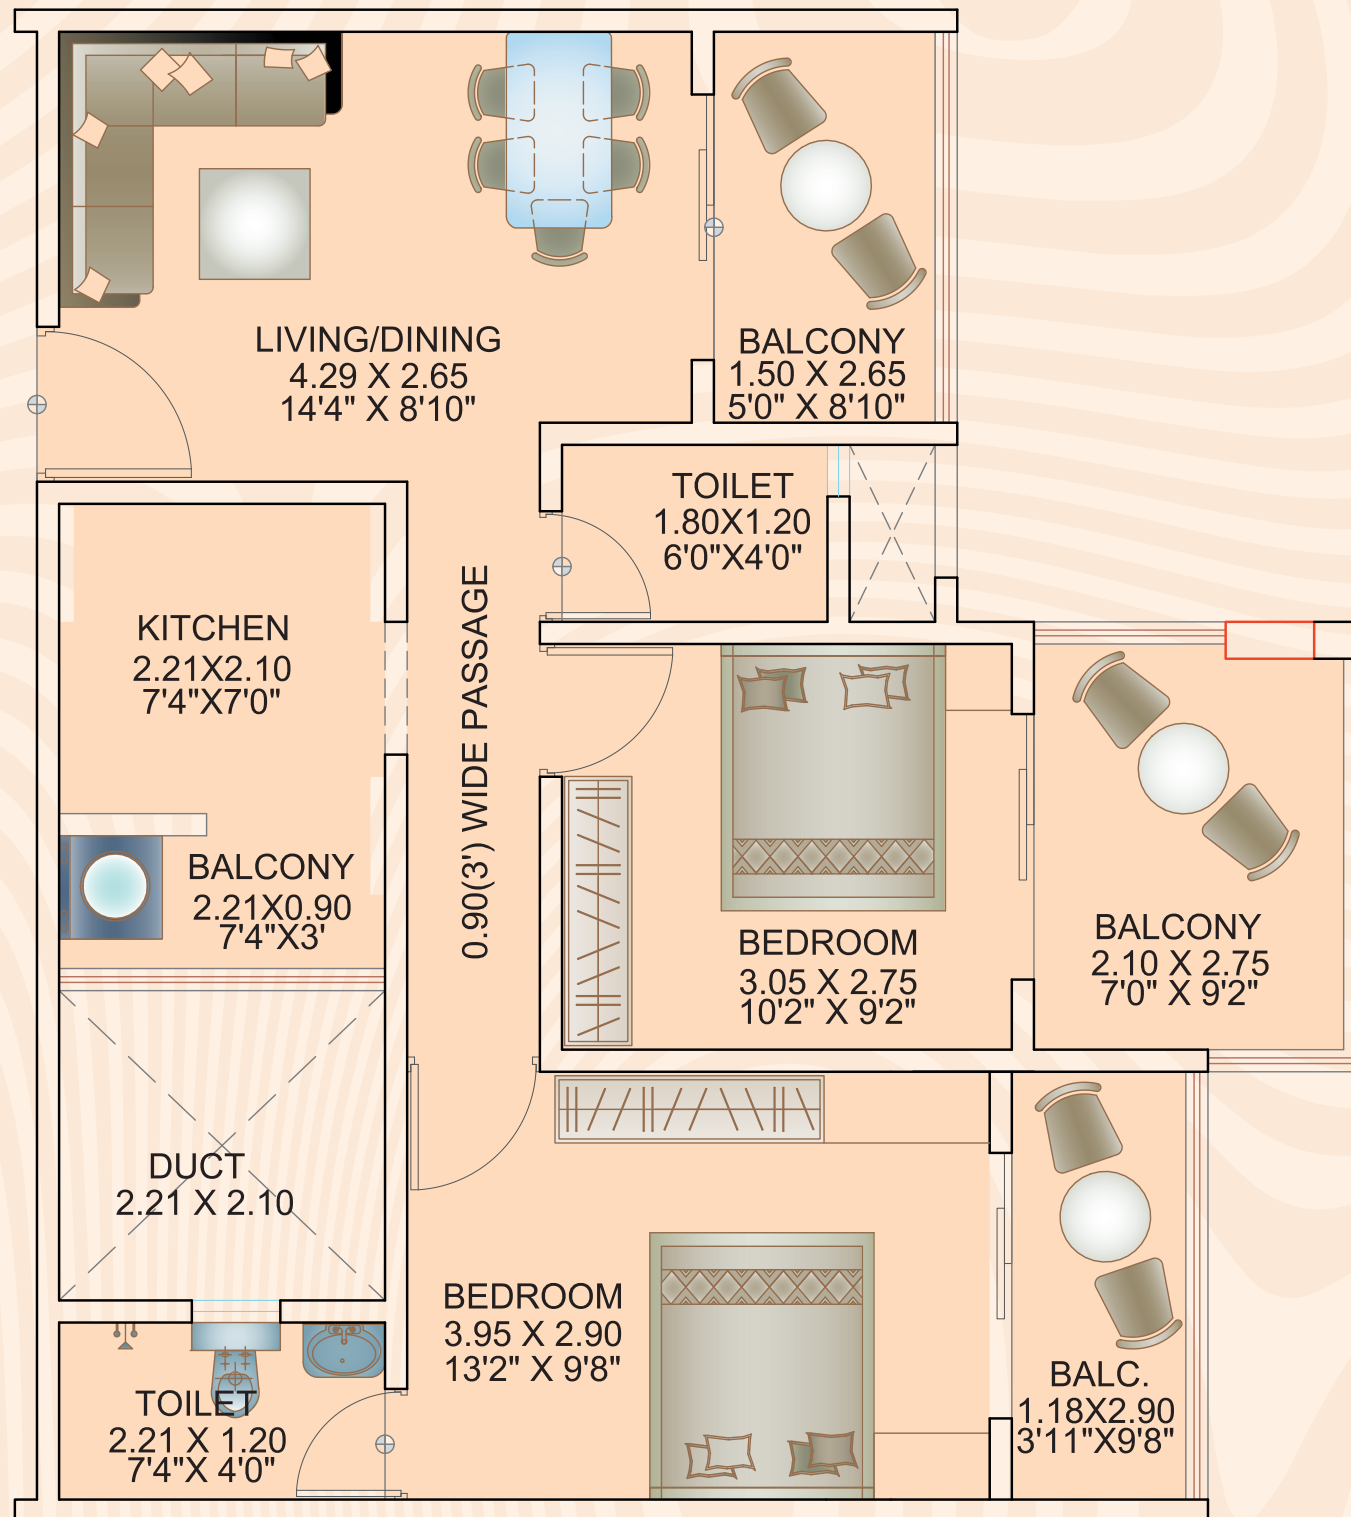 LIVING/DINING
4.29 X 2.65
14'4" X 8'10"
BALCONY
1.50 X 2.65
5'0" X 8'10"
TOILET
1.80X1.20
6'0"X4'0"
KITCHEN
2.21X2.10
7'4"X7'0"
0.90(3') WIDE PASSAGE
BALCONY
2.21X0.90
7'4"X3'
BEDROOM
3.05 X 2.75
10'2" X 9'2"
BALCONY
2.10 X 2.75
7'0" X 9'2"
DUCT
2.21 X 2.10
BEDROOM
3.95 X 2.90
13'2" X 9'8"
BALC.
1.18X2.90
3'11"X9'8"
TOILET
2.21 X 1.20
7'4"X 4'0"